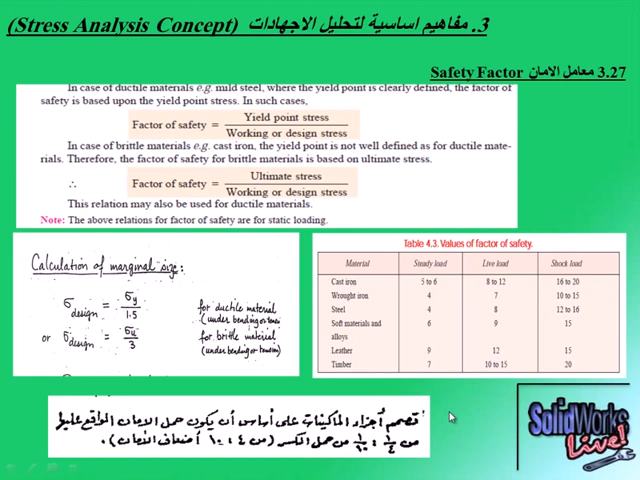 3. مفاهيم اساسية لتحليل الاجهادات (Stress Analysis Concept)
3.27 معامل الامان Safety Factor
In case of ductile materials e.g. mild steel, where the yield point is clearly defined, the factor of
safety is based upon the yield point stress. In such cases,
Factor of safety = Yield point stress / Working or design stress
In case of brittle materials e.g. cast iron, the yield point is not well defined as for ductile mate-
rials. Therefore, the factor of safety for brittle materials is based on ultimate stress.
∴ Factor of safety = Ultimate stress / Working or design stress
This relation may also be used for ductile materials.
Note: The above relations for factor of safety are for static loading.
Calculation of marginal size:
σdesign = σy / 1.5 for ductile material
(under bending or tension
or σdesign = σu / 3 for brittle material
(under bending or tension)
Table 4.3. Values of factor of safety.
Material Steady load Live load Shock load
Cast iron 5 to 6 8 to 12 16 to 20
Wrought iron 4 7 10 to 15
Steel 4 8 12 to 16
Soft materials and 6 9 15
alloys
Leather 9 12 15
Timber 7 10 to 15 20
تصمم أجزاء الماكينات على أساس أن يكون حمل الامان الواقع عليها
من ١/٤ : ١/١٠ من حمل الكسر (من ٤ : ١٠ أضعاف الأمان).
SolidWorks
Live!